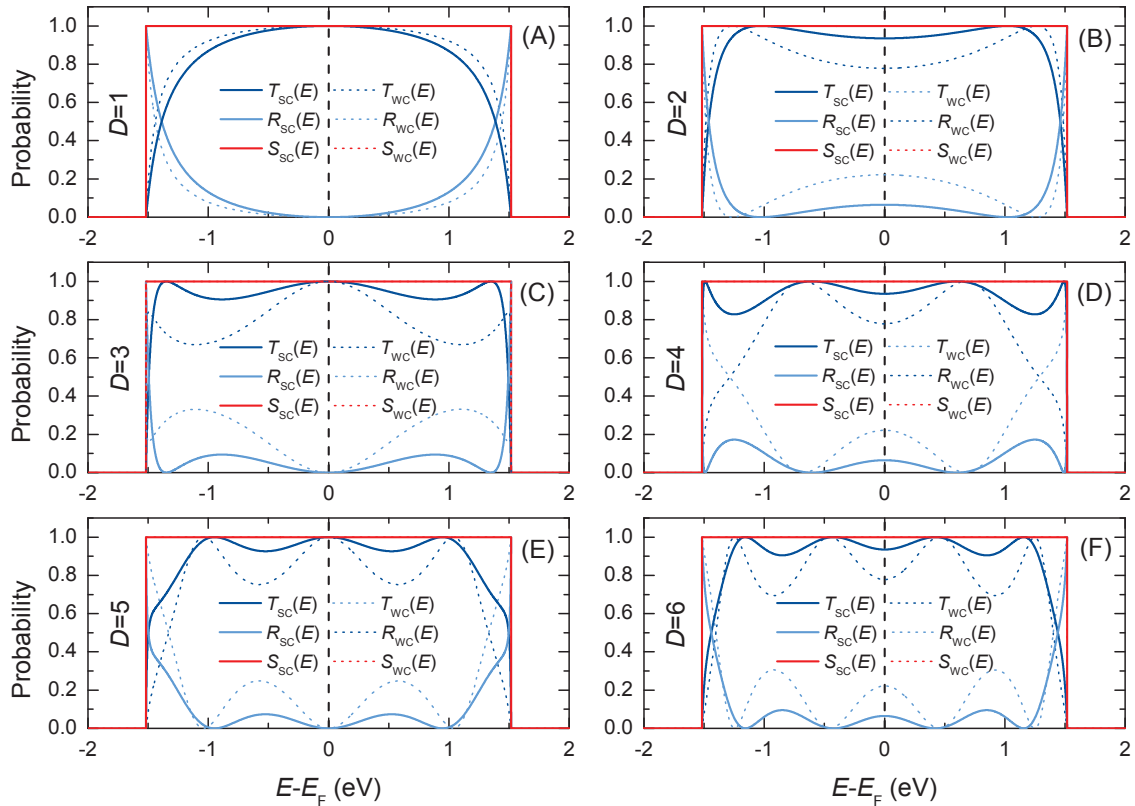 (A)
Probability
D=1
1.0
0.8
0.6
0.4
0.2
0.0
T_SC(E) T_WC(E)
R_SC(E) R_WC(E)
S_SC(E) S_WC(E)
-2 -1 0 1 2
(B)
D=2
1.0
0.8
0.6
0.4
0.2
0.0
T_SC(E) T_WC(E)
R_SC(E) R_WC(E)
S_SC(E) S_WC(E)
-2 -1 0 1 2
(C)
Probability
D=3
1.0
0.8
0.6
0.4
0.2
0.0
T_SC(E) T_WC(E)
R_SC(E) R_WC(E)
S_SC(E) S_WC(E)
-2 -1 0 1 2
(D)
D=4
1.0
0.8
0.6
0.4
0.2
0.0
T_SC(E) T_WC(E)
R_SC(E) R_WC(E)
S_SC(E) S_WC(E)
-2 -1 0 1 2
(E)
Probability
D=5
1.0
0.8
0.6
0.4
0.2
0.0
T_SC(E) T_WC(E)
R_SC(E) R_WC(E)
S_SC(E) S_WC(E)
-2 -1 0 1 2
E-E_F (eV)
(F)
D=6
1.0
0.8
0.6
0.4
0.2
0.0
T_SC(E) T_WC(E)
R_SC(E) R_WC(E)
S_SC(E) S_WC(E)
-2 -1 0 1 2
E-E_F (eV)